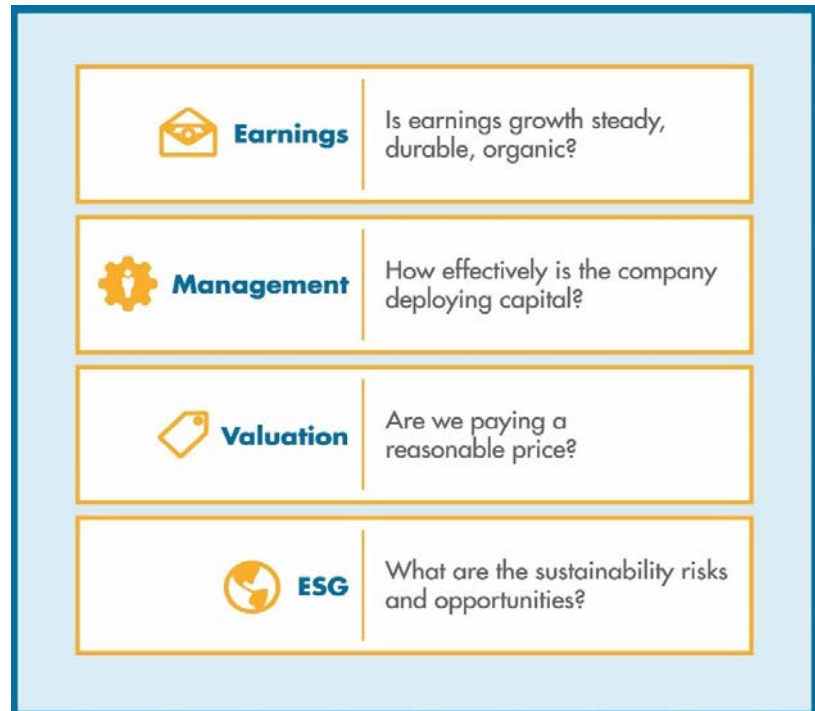 Earnings
Is earnings growth steady,
durable, organic?
Management
How effectively is the company
deploying capital?
Valuation
Are we paying a
reasonable price?
ESG
What are the sustainability risks
and opportunities?